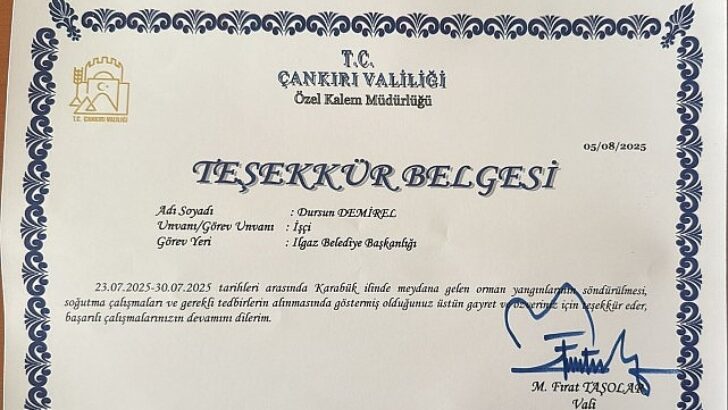 T.C.
ÇANKIRI VALİLİĞİ
Özel Kalem Müdürlüğü
T.C. ÇANKIRI VALİLİĞİ
05/08/2025
TEŞEKKÜR BELGESİ
Adı Soyadı : Dursun DEMİREL
Unvanı/Görev Unvanı : İşçi
Görev Yeri : Ilgaz Belediye Başkanlığı
23.07.2025-30.07.2025 tarihleri arasında Karabük ilinde meydana gelen orman yangınlarının söndürülmesi,
soğutma çalışmaları ve gerekli tedbirlerin alınmasında göstermiş olduğunuz üstün gayret ve özveriniz için teşekkür eder,
başarılı çalışmalarınızın devamını dilerim.
M. Fırat TAŞOLAR
Vali